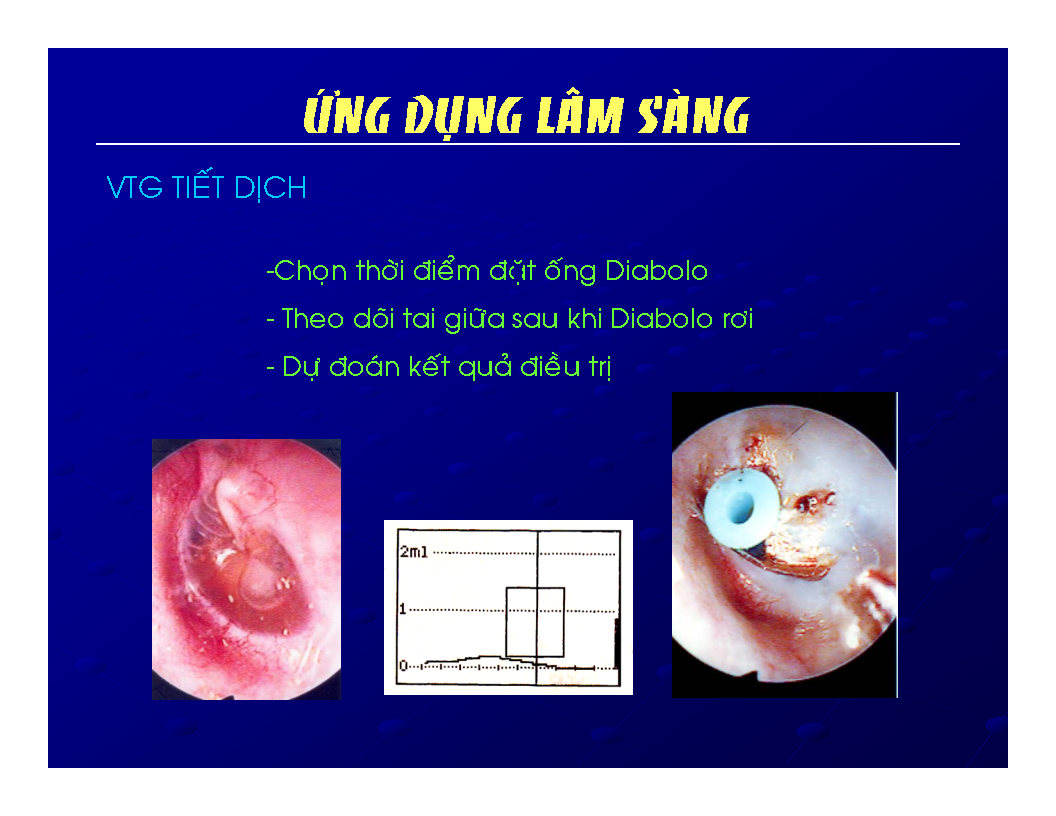 ỨNG DỤNG LÂM SÀNG
VTG TIẾT DỊCH
-Chọn thời điểm đặt ống Diabolo
- Theo dõi tai giữa sau khi Diabolo rơi
- Dự đoán kết quả điều trị
2ml
1
0